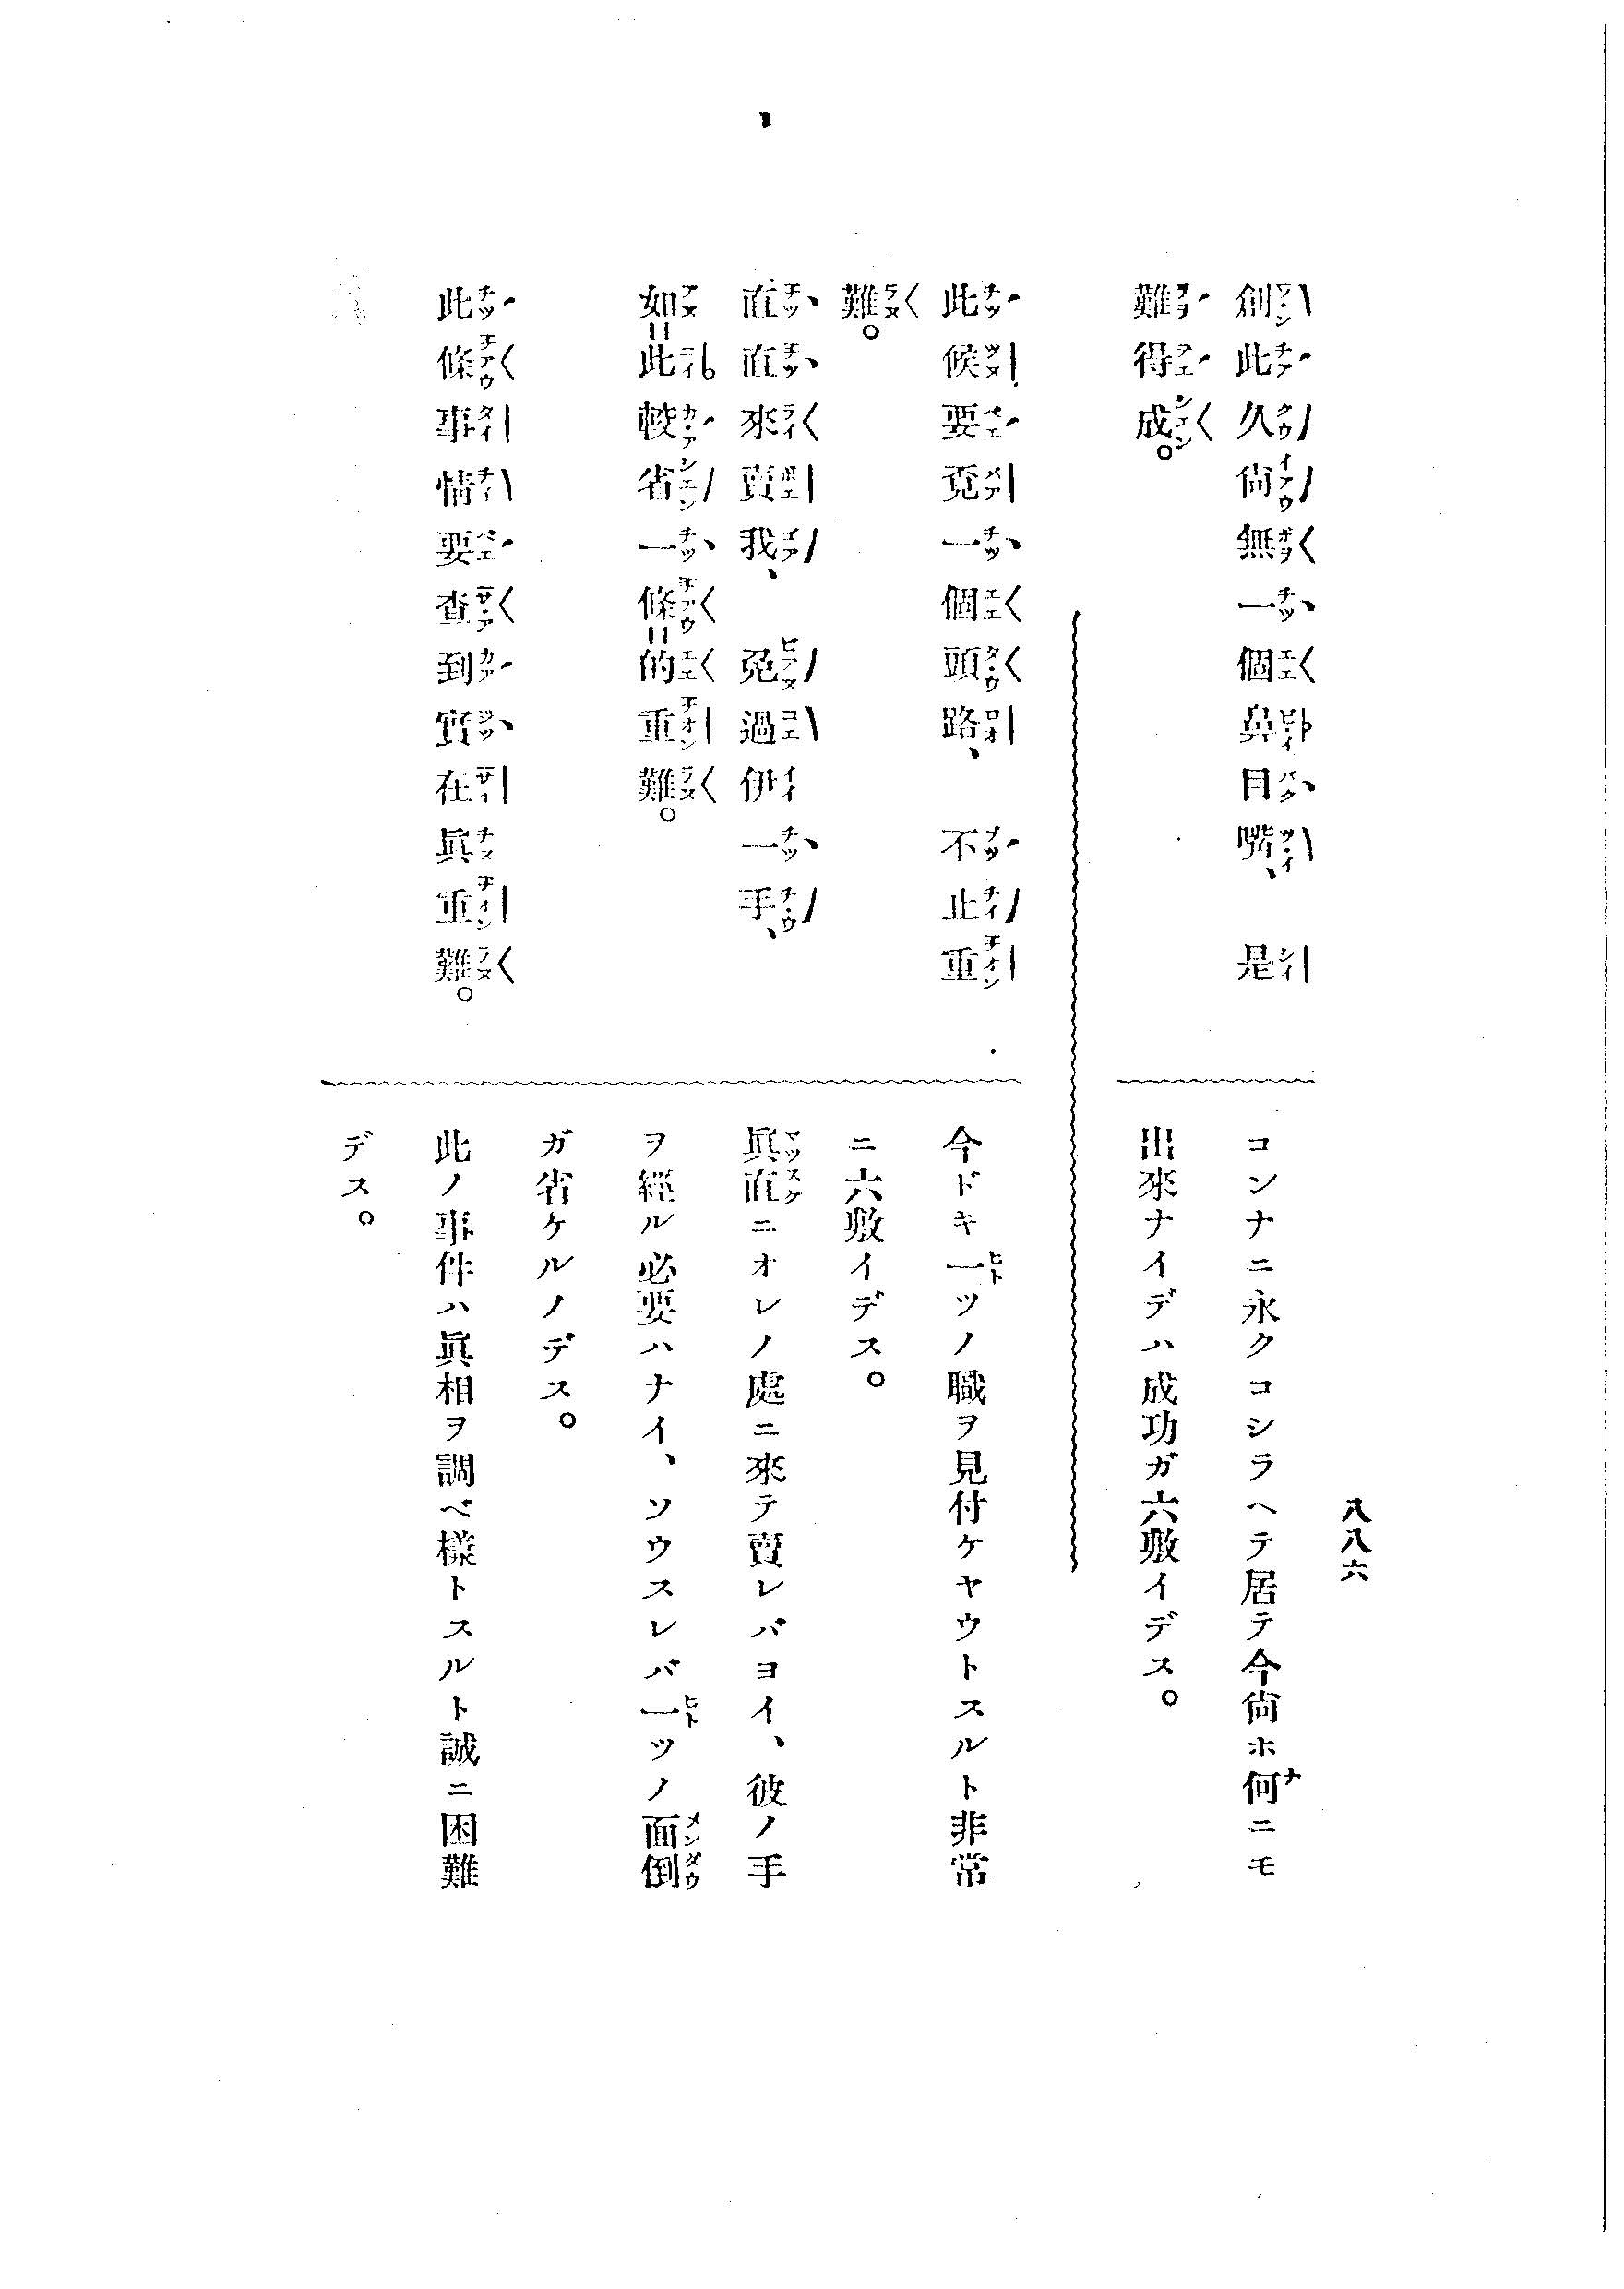 八八六
創此久尙無一個鼻目嘴、是
難得成。
コンナニ永クコシラヘテ居テ今尙ホ何ニモ
出來ナイデハ成功ガ六敷イデス。
此候要覔一個頭路、不止重
難。
今ドキ一ツノ職ヲ見付ケヤウトスルト非常
ニ六敷イデス。
直直來賣我、免過伊一手、
如=此較省一條=的重難。
眞直ニオレノ處ニ來テ賣レバヨイ、彼ノ手
ヲ經ル必要ハナイ、ソウスレバ一ツノ面倒
ガ省ケルノデス。
此條事情要査到實在眞重難。
此ノ事件ハ眞相ヲ調ベ樣トスルト誠ニ困難
デス。